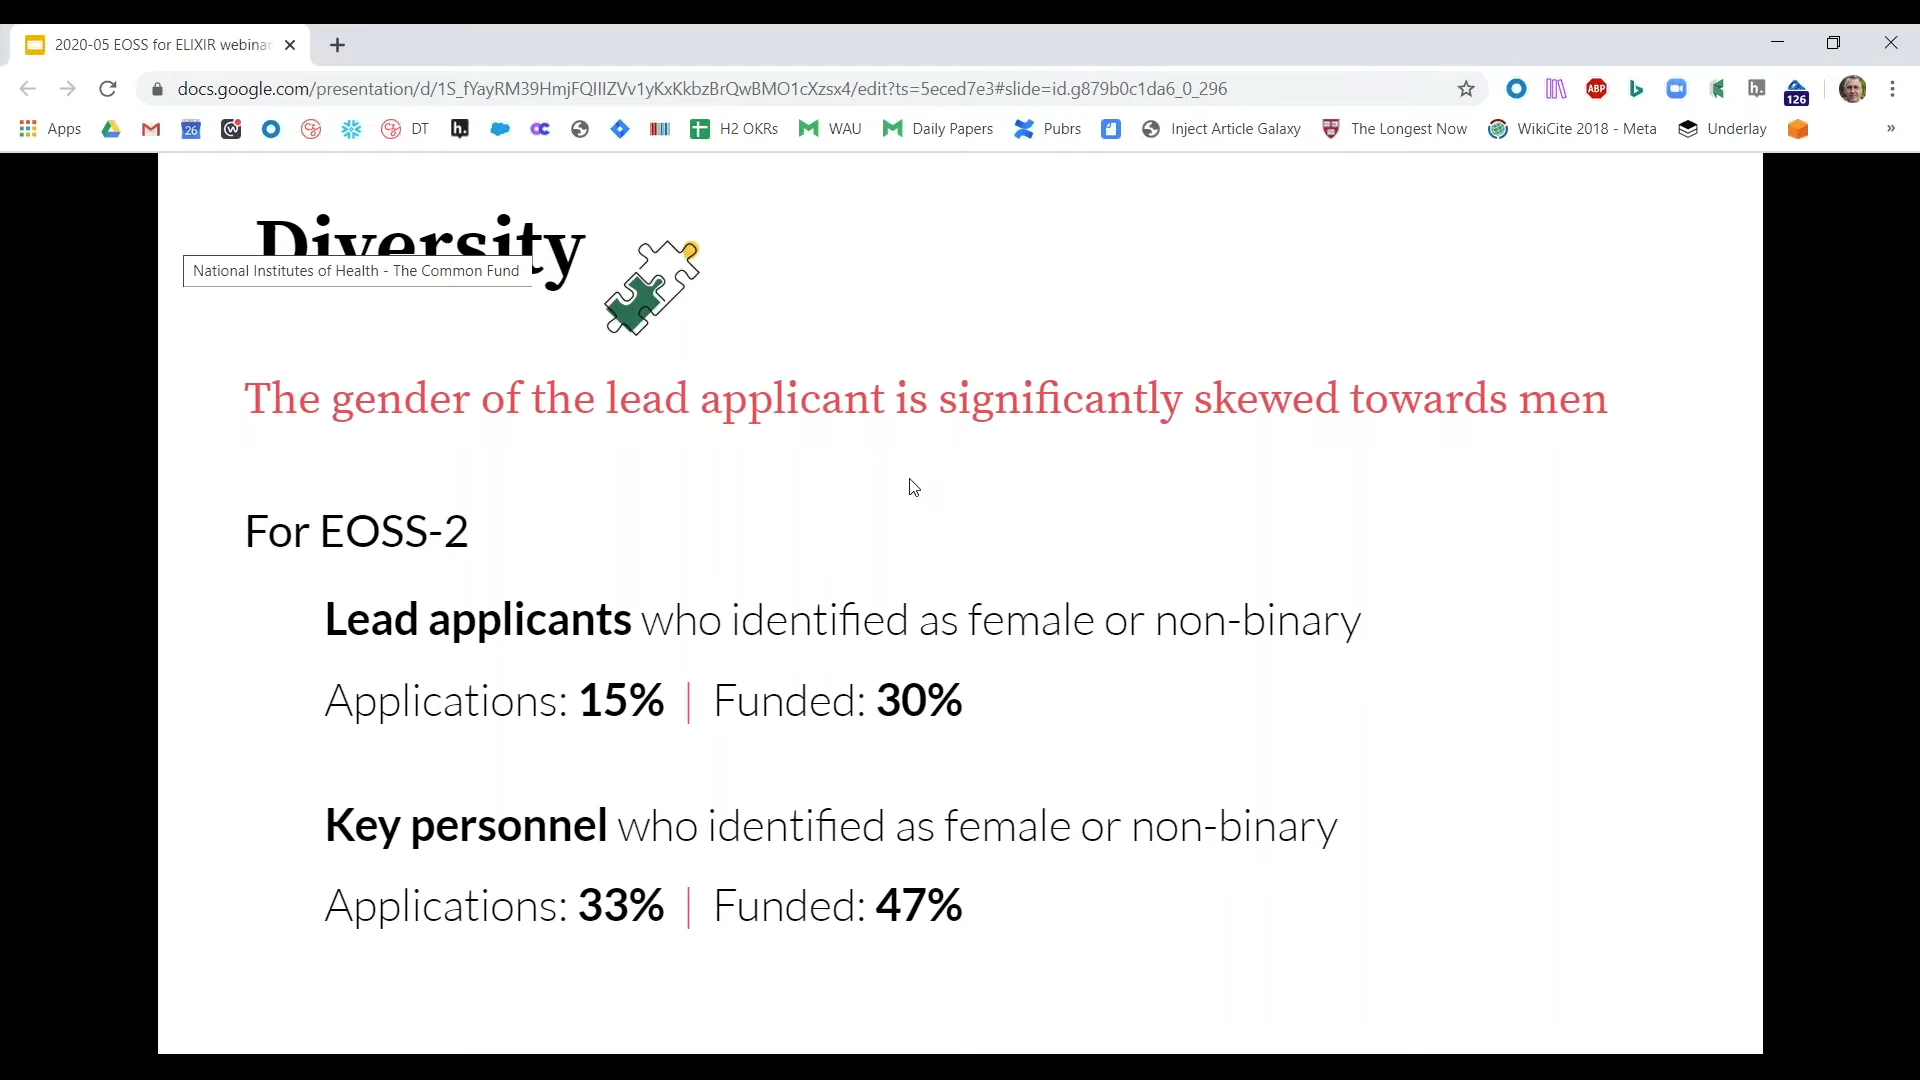 2020-05 EOSS for ELIXIR webinar
docs.google.com/presentation/d/1S_fYayRM39HmjFQIIIZVv1yKxKkbzBrQwBMO1cXzsx4/edit?ts=5eced7e3#slide=id.g879b0c1da6_0_296
ABP
h.
126
Apps
26
DT
h.
H2 OKRs
WAU
Daily Papers
Pubrs
Inject Article Galaxy
The Longest Now
WikiCite 2018 - Meta
Underlay
»
Diversity
National Institutes of Health - The Common Fund
The gender of the lead applicant is significantly skewed towards men
For EOSS-2
Lead applicants who identified as female or non-binary
Applications: 15% | Funded: 30%
Key personnel who identified as female or non-binary
Applications: 33% | Funded: 47%